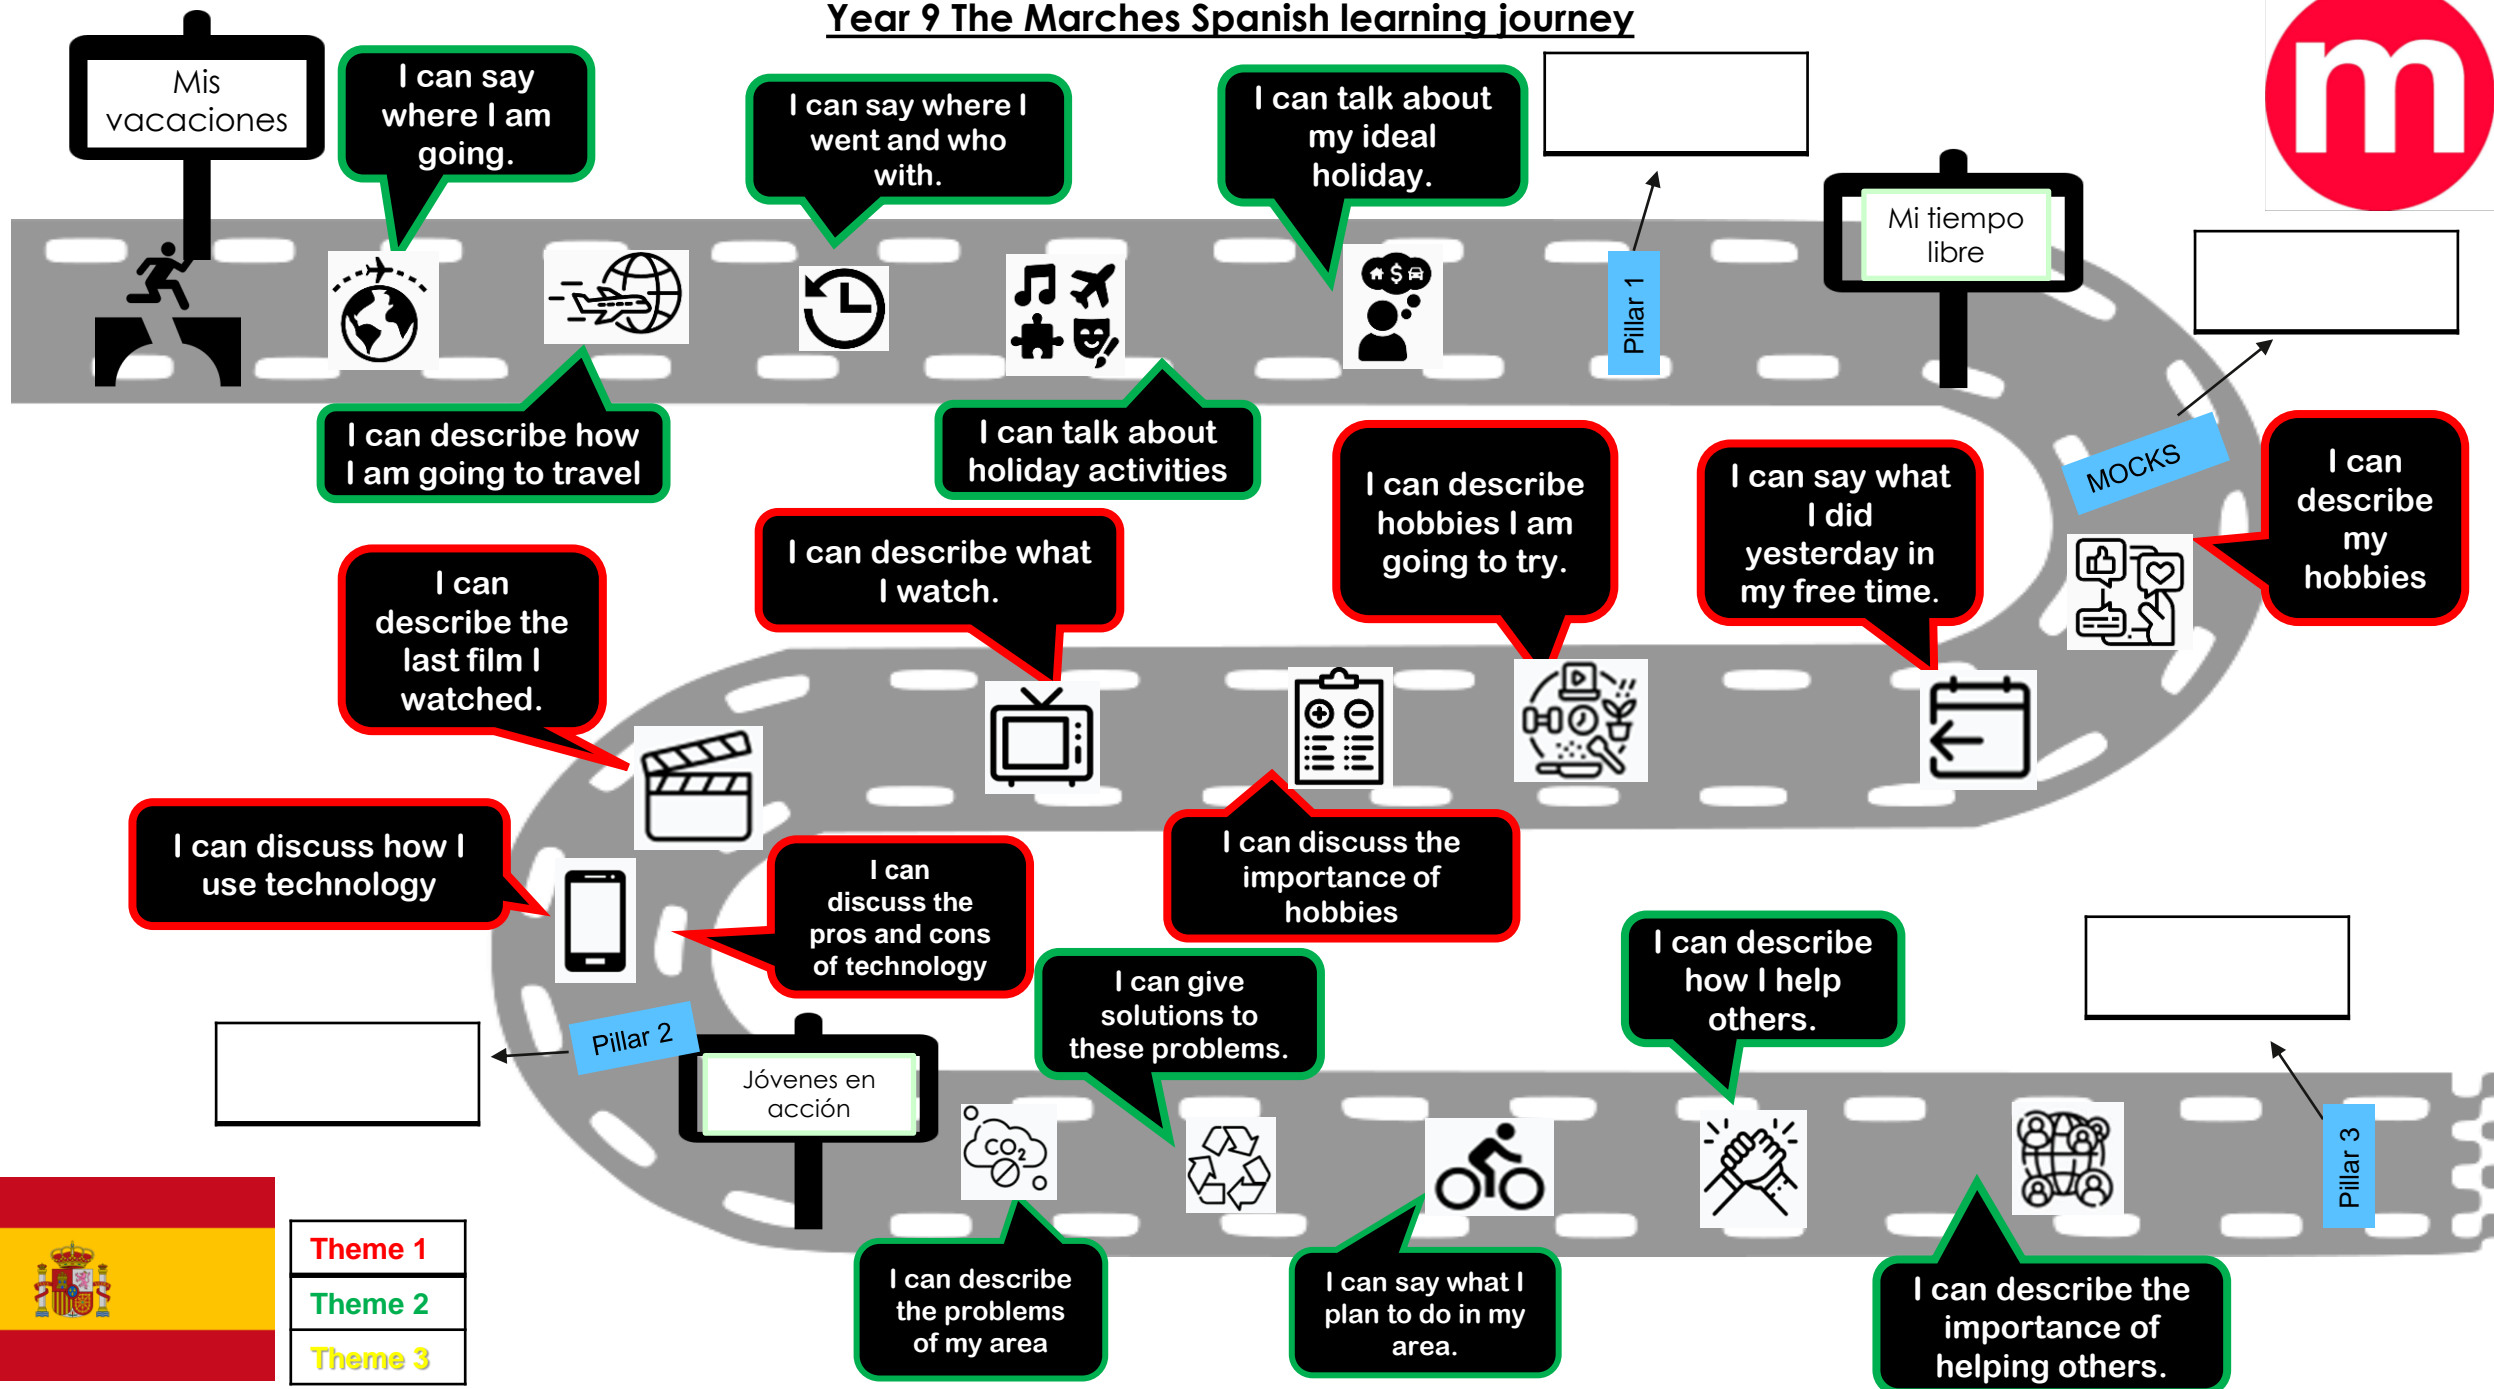 Year 9 The Marches Spanish learning journey
m
Mis
vacaciones
I can say
where I am
going.
I can describe how
I am going to travel
I can say where I
went and who
with.
I can talk about
holiday activities
I can talk about
my ideal
holiday.
Pillar 1
Mi tiempo
libre
MOCKS
I can
describe
my
hobbies
I can say what
I did
yesterday in
my free time.
I can describe
hobbies I am
going to try.
I can discuss the
importance of
hobbies
I can describe what
I watch.
I can
describe the
last film I
watched.
I can discuss how I
use technology
I can
discuss the
pros and cons
of technology
Pillar 2
Jóvenes en
acción
CO2
I can describe
the problems
of my area
I can give
solutions to
these problems.
I can say what I
plan to do in my
area.
I can describe
how I help
others.
I can describe the
importance of
helping others.
Pillar 3
Theme 1
Theme 2
Theme 3